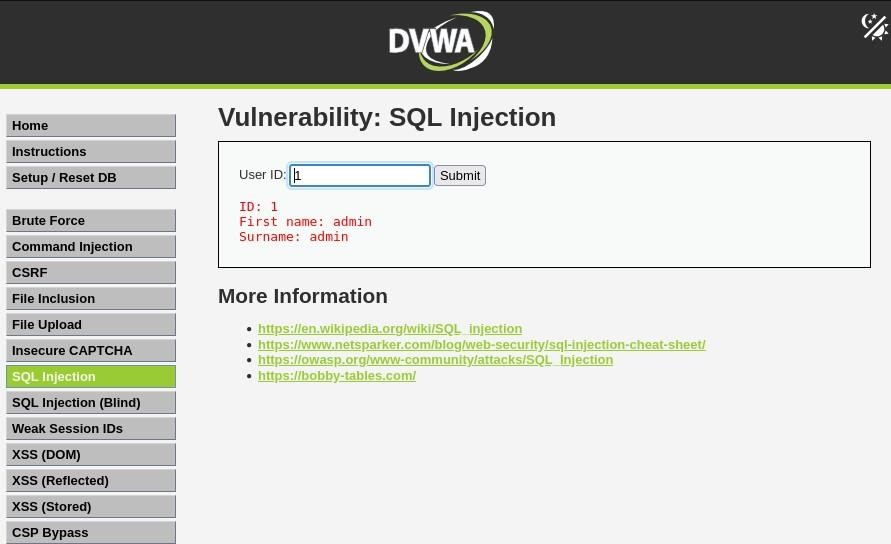 DVWA
Home
Instructions
Setup / Reset DB
Brute Force
Command Injection
CSRF
File Inclusion
File Upload
Insecure CAPTCHA
SQL Injection
SQL Injection (Blind)
Weak Session IDs
XSS (DOM)
XSS (Reflected)
XSS (Stored)
CSP Bypass
Vulnerability: SQL Injection
User ID: 1 Submit
ID: 1
First name: admin
Surname: admin
More Information
https://en.wikipedia.org/wiki/SQL_injection
https://www.netsparker.com/blog/web-security/sql-injection-cheat-sheet/
https://owasp.org/www-community/attacks/SQL_Injection
https://bobby-tables.com/